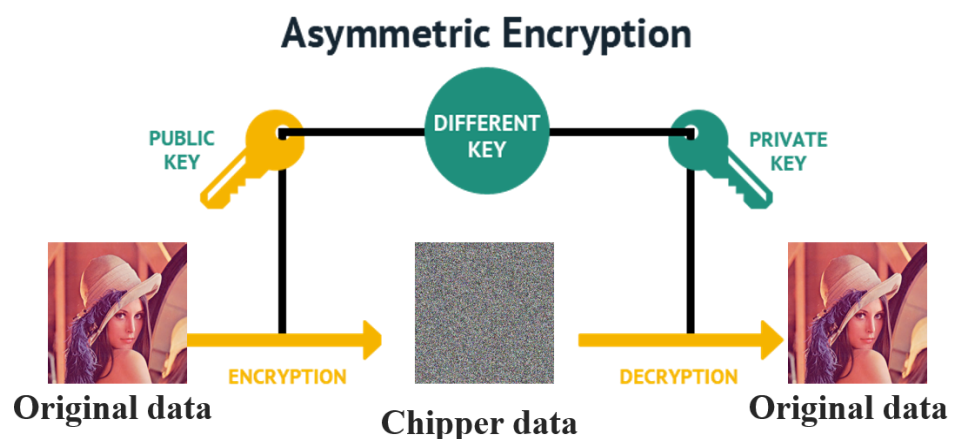 Asymmetric Encryption
PUBLIC
KEY
DIFFERENT
KEY
PRIVATE
KEY
ENCRYPTION
DECRYPTION
Original data
Chipper data
Original data